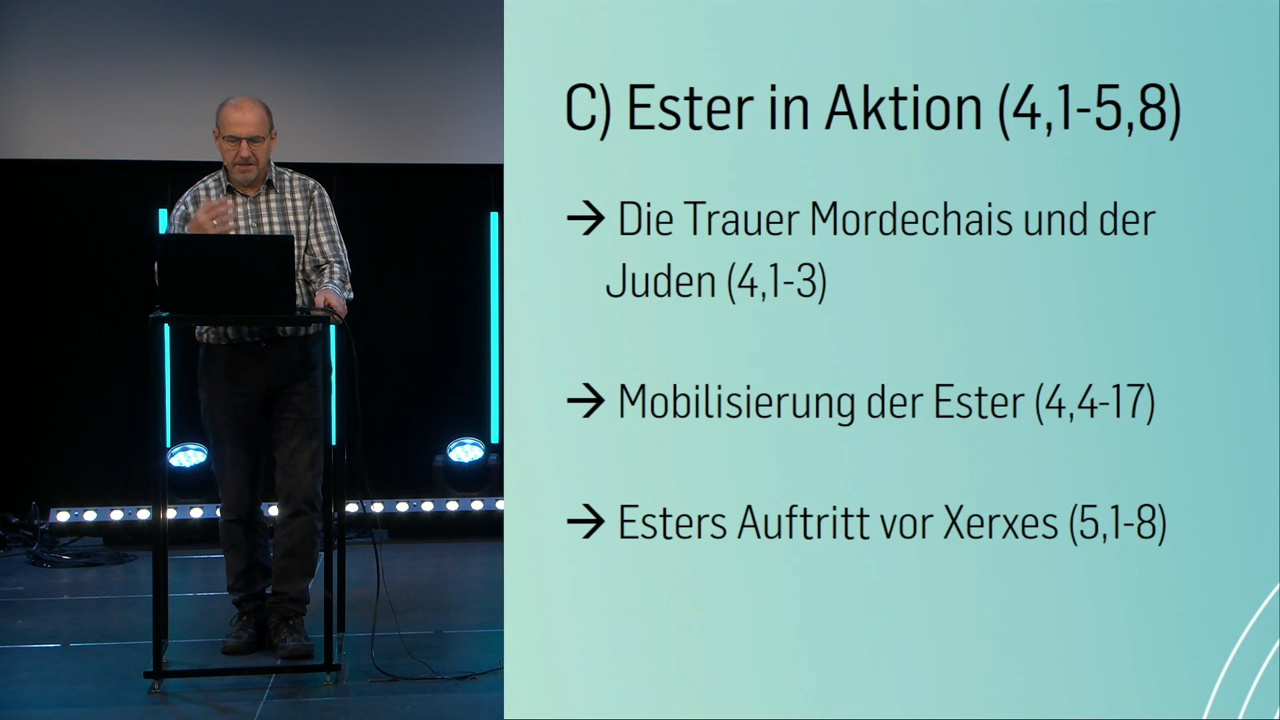 C) Ester in Aktion (4,1-5,8)
→ Die Trauer Mordechais und der
Juden (4,1-3)
→ Mobilisierung der Ester (4,4-17)
→ Esters Auftritt vor Xerxes (5,1-8)